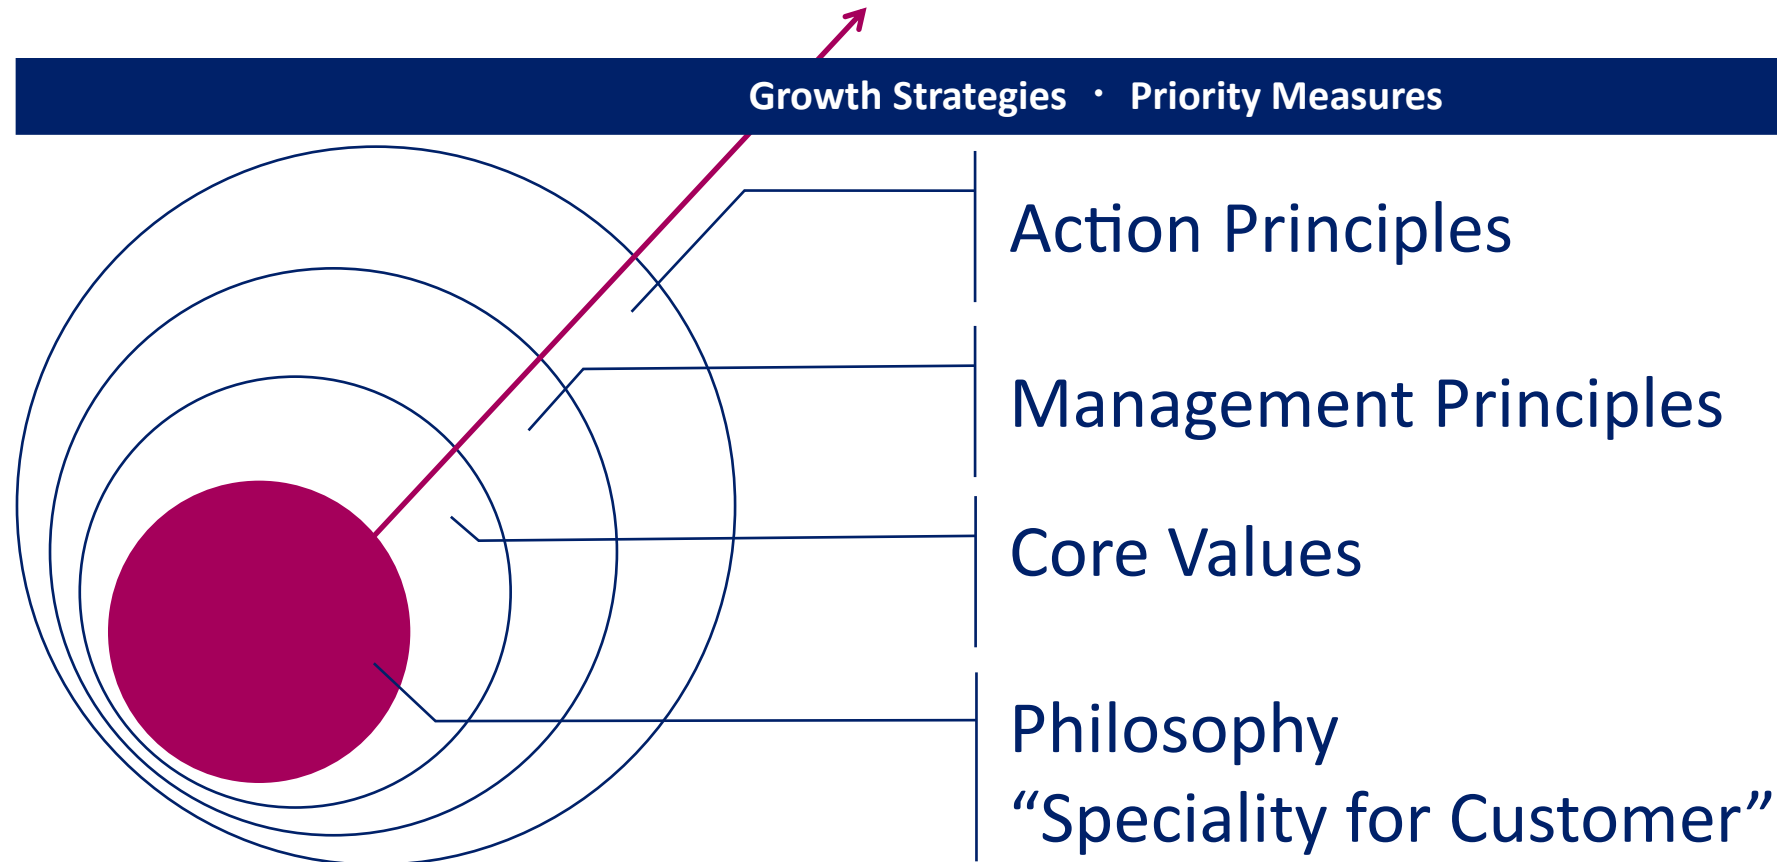 Growth Strategies ・ Priority Measures
Action Principles
Management Principles
Core Values
Philosophy
“Speciality for Customer”